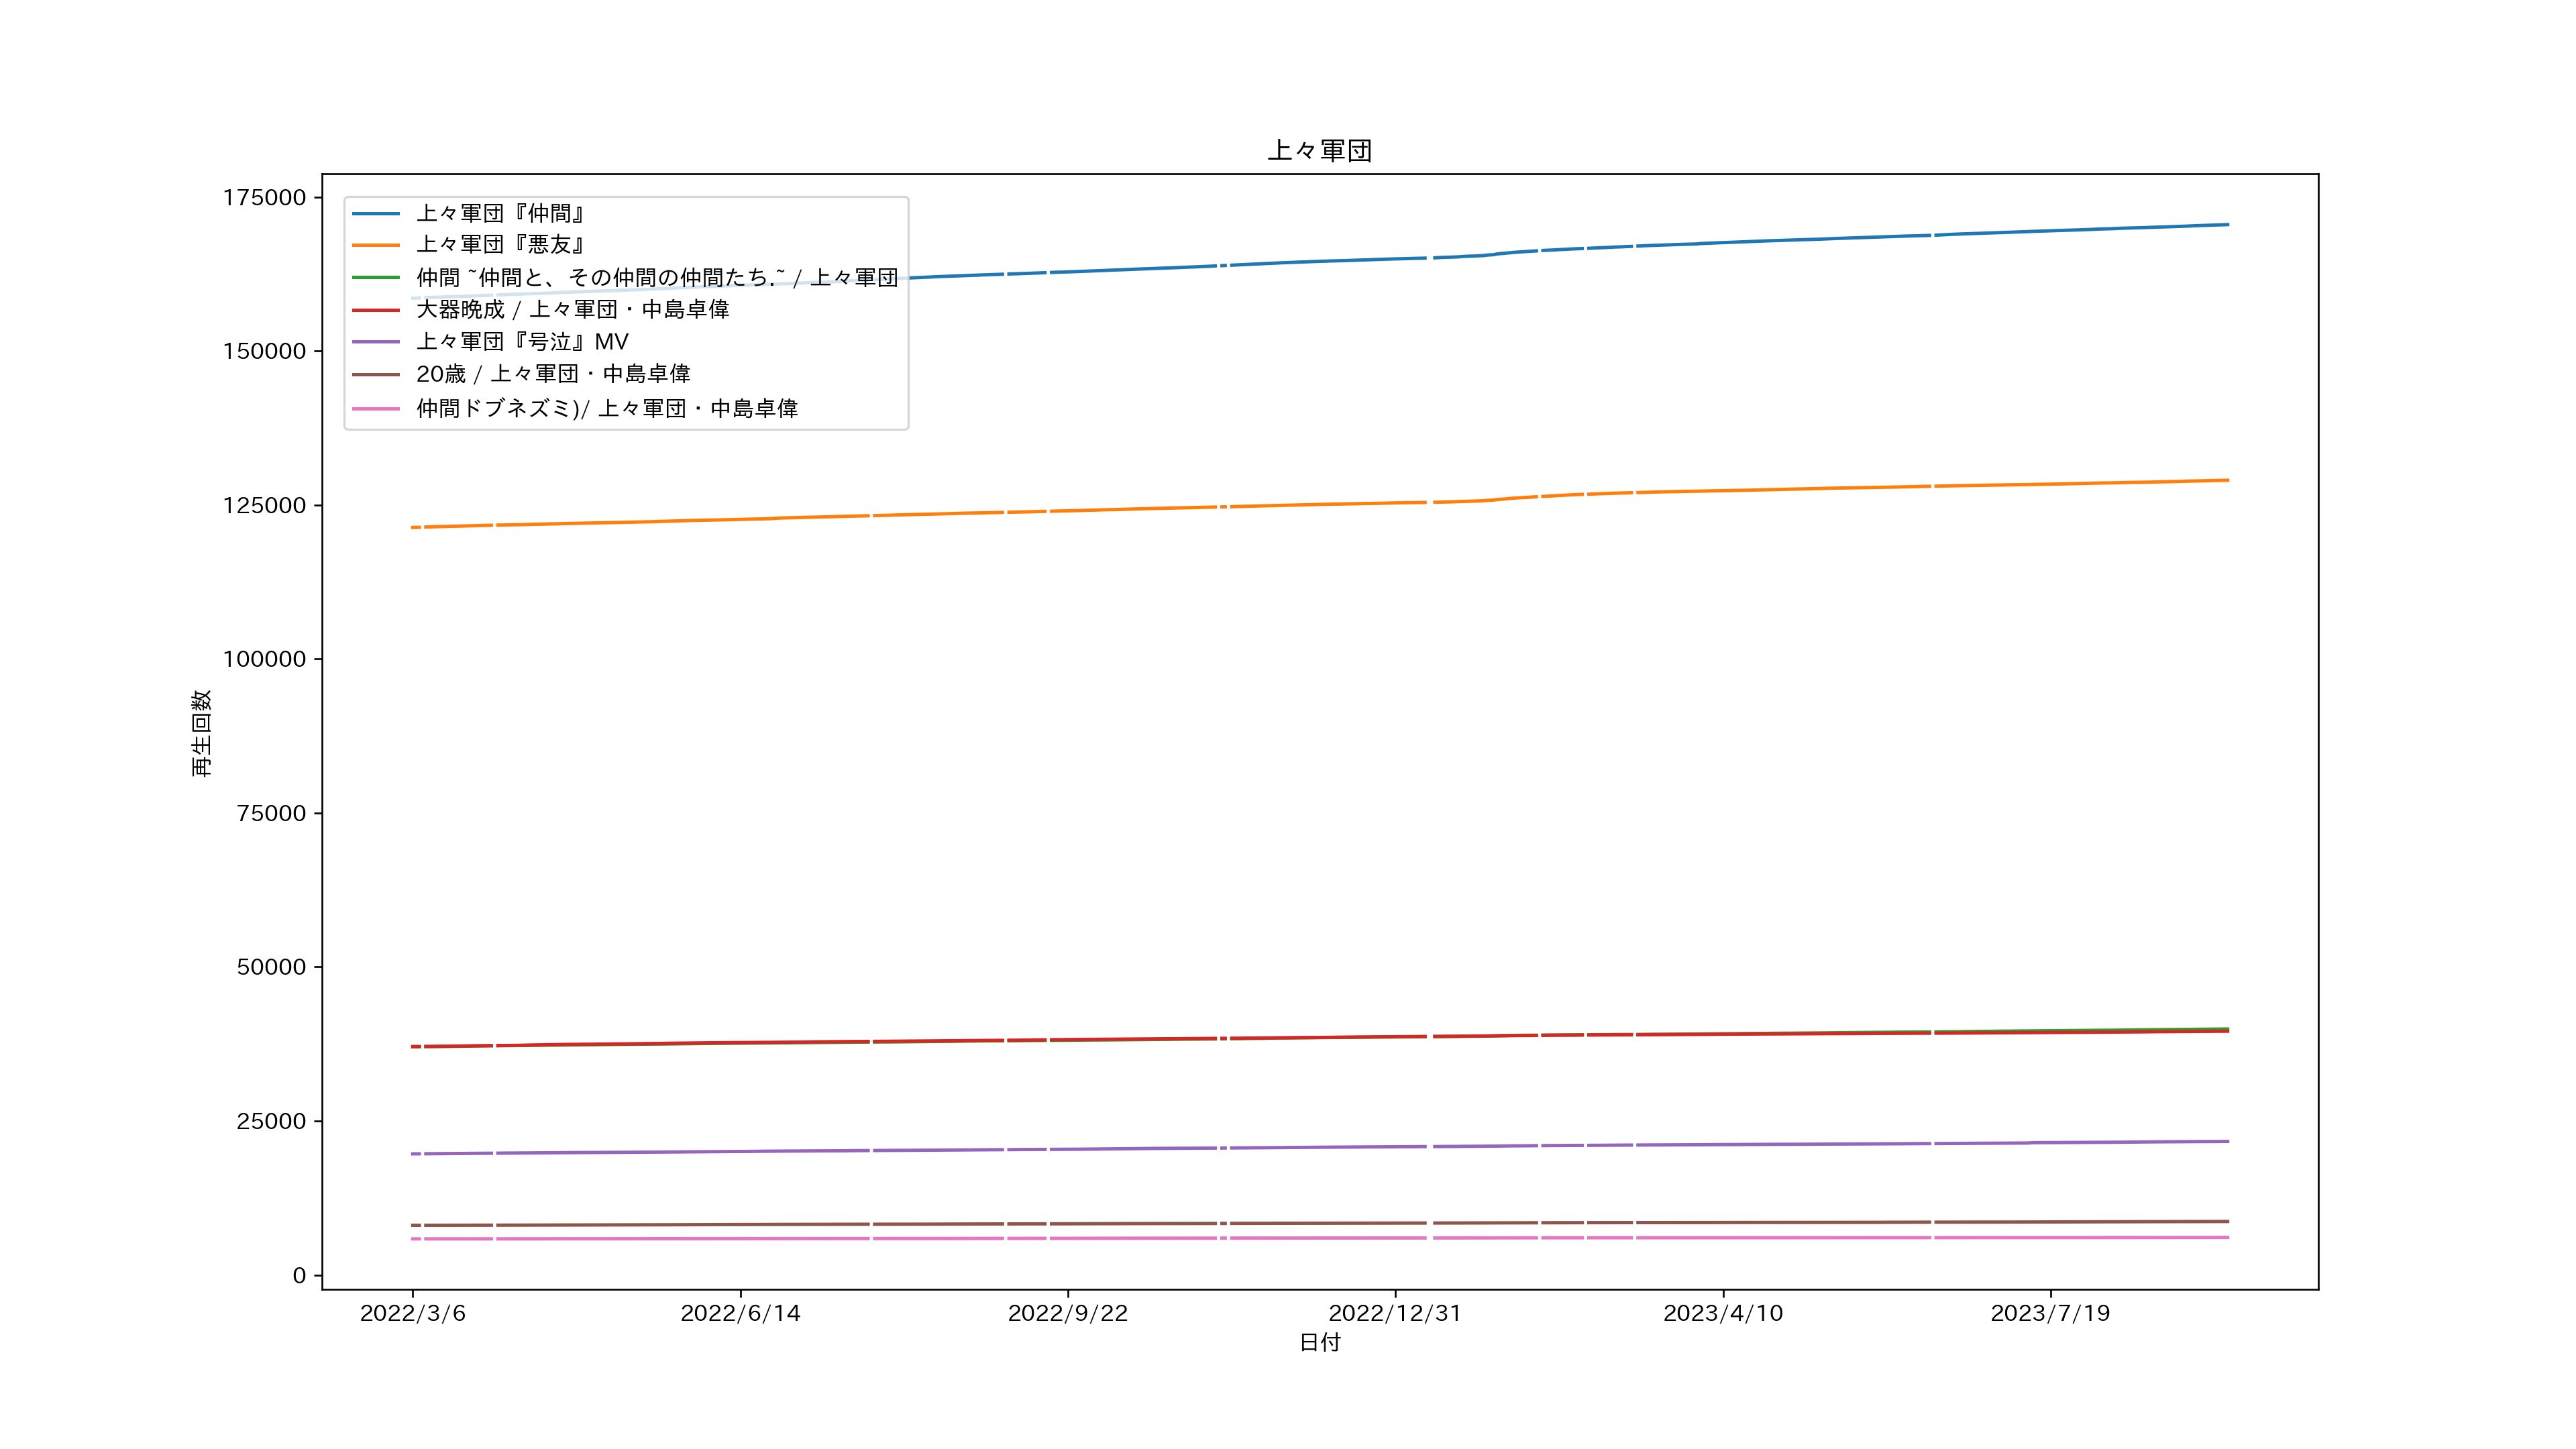 上々軍団
175000
150000
125000
100000
75000
50000
25000
0
再生回数
上々軍団『仲間』
上々軍団『悪友』
仲間 ~仲間と、その仲間の仲間たち.~ / 上々軍団
大器晩成 / 上々軍団・中島卓偉
上々軍団『号泣』MV
20歳 / 上々軍団・中島卓偉
仲間ドブネズミ)/ 上々軍団・中島卓偉
2022/3/6
2022/6/14
2022/9/22
2022/12/31
2023/4/10
2023/7/19
日付